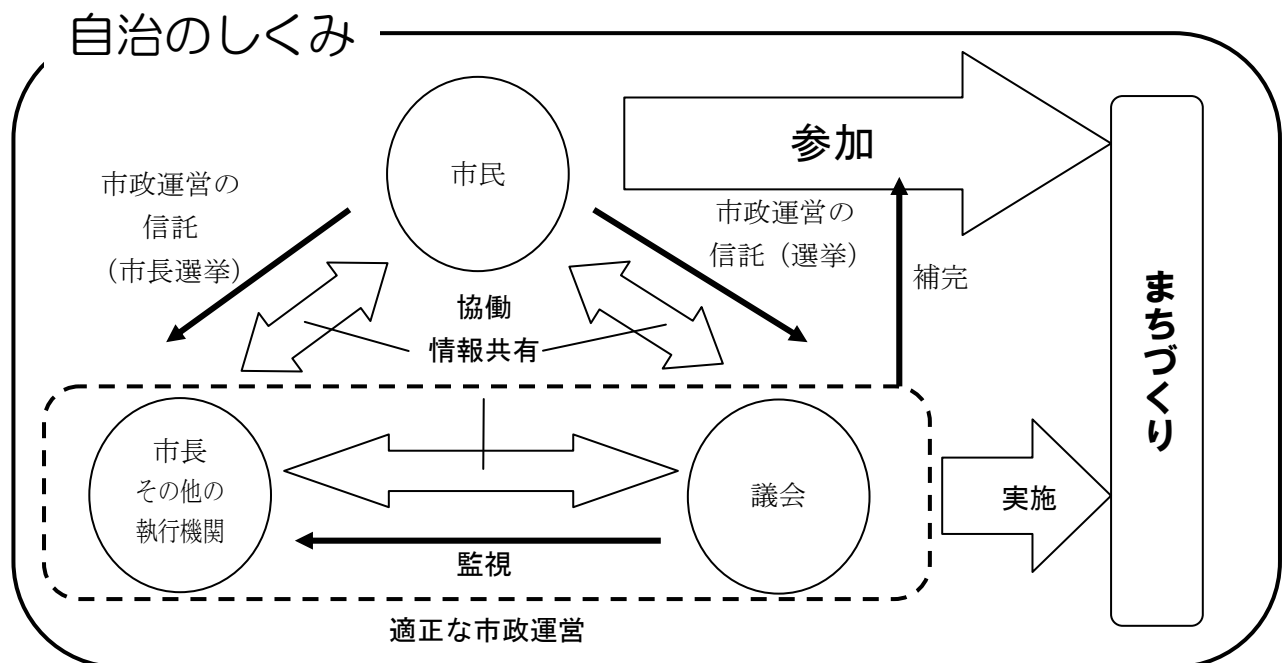 自治のしくみ
市民
参加
市政運営の
信託
（市長選挙）
市政運営の
信託（選挙）
補完
協働
情報共有
まちづくり
市長
その他の
執行機関
議会
実施
監視
適正な市政運営